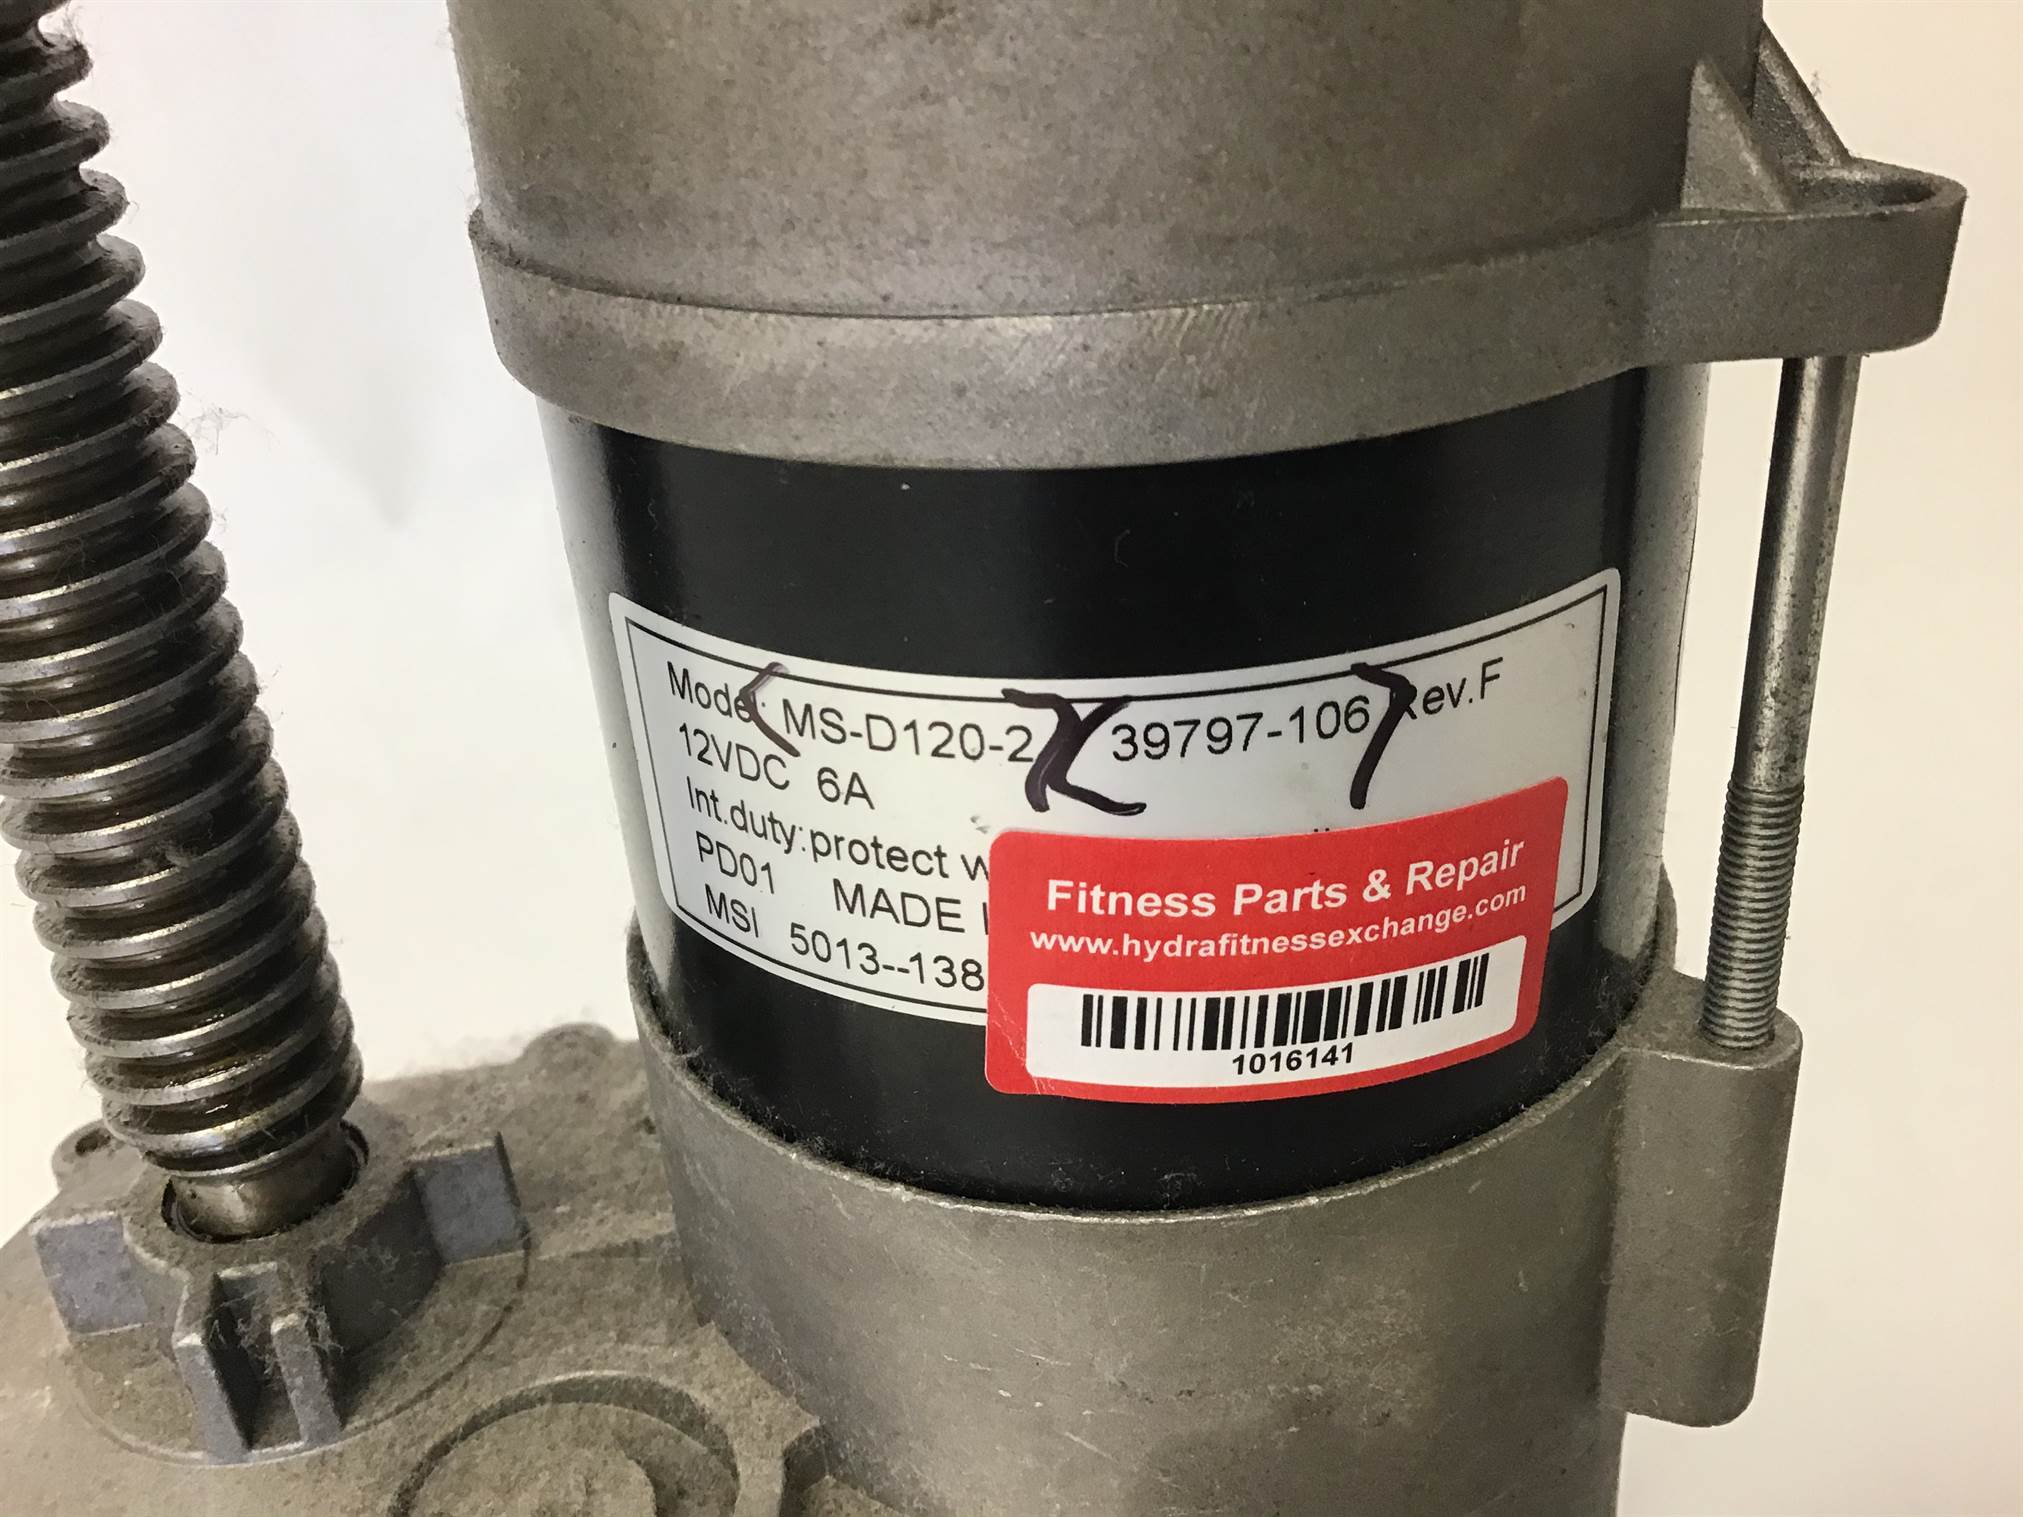 Model: MS-D120-2 39797-106 Rev.F
12VDC 6A
Int.duty:protect
PD01 MADE
MSI 5013--138
Fitness Parts & Repair
www.hydrafitnessexchange.com
1016141